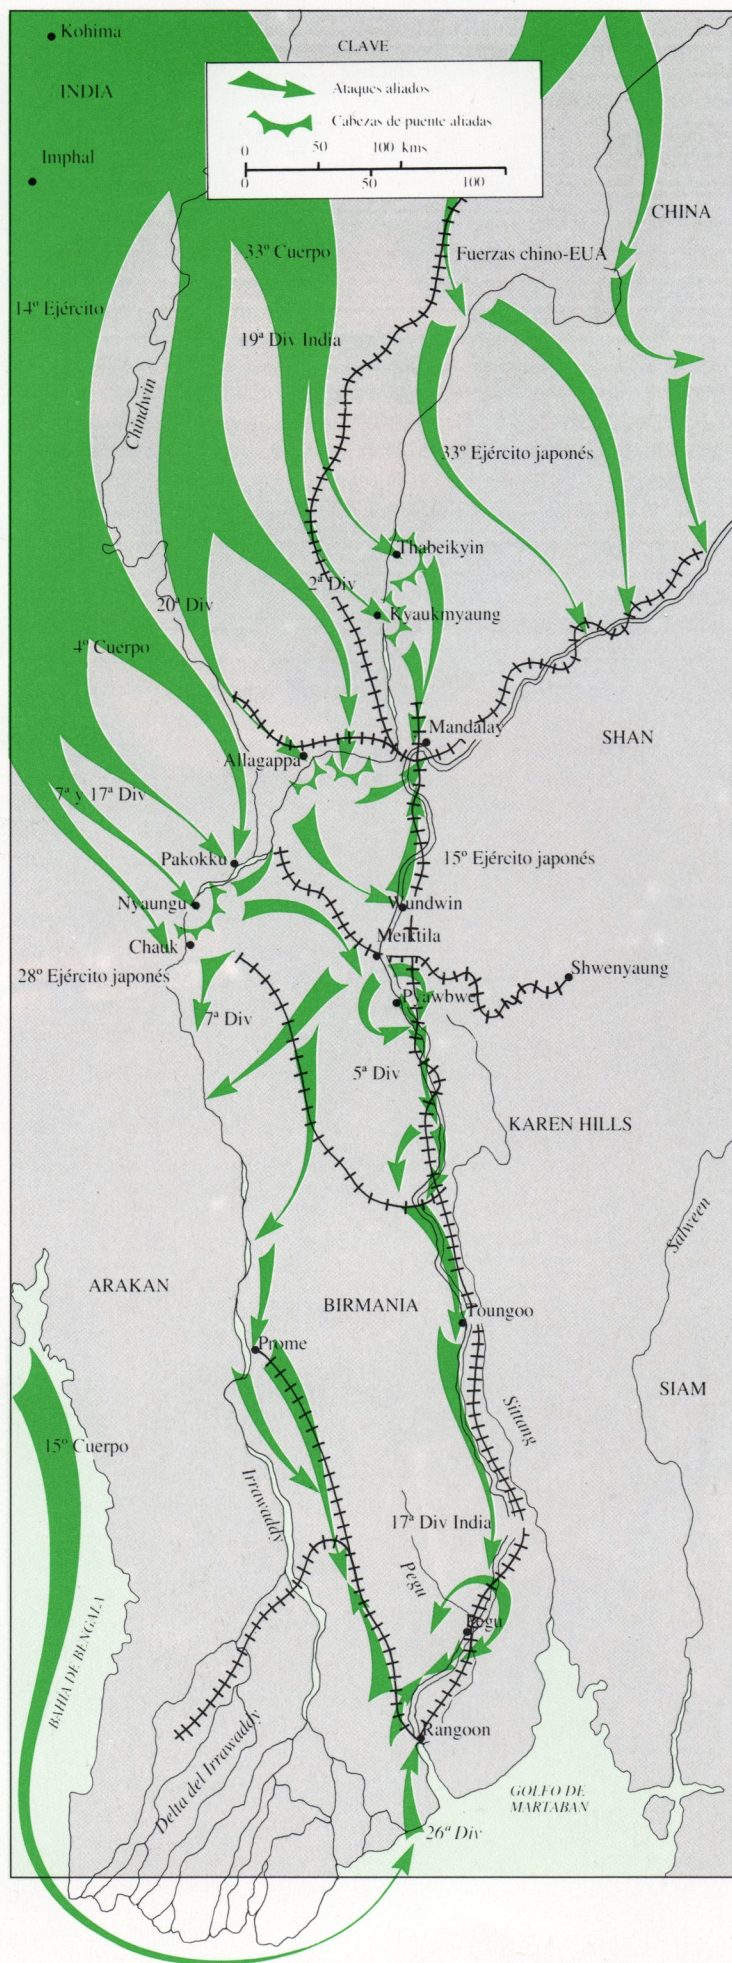 Kohima
CLAVE
INDIA
Ataques aliados
Cabezas de puente aliadas
0 50 100 kms
0 50 100
Imphal
CHINA
33º Cuerpo
Fuerzas chino-EUA
14º Ejército
19ª Div India
Chindwin
33º Ejército japonés
Thabeikyin
2ª Div
20ª Div
Kyaukmyaung
4º Cuerpo
Mandalay
SHAN
Allagappa
7ª y 17ª Div
Pakokku
15º Ejército japonés
Nyaungu
Wundwin
Chauk
Meiktila
28º Ejército japonés
Shwenyaung
Pyawbwe
7ª Div
5ª Div
KAREN HILLS
Salween
ARAKAN
BIRMANIA
Toungoo
Prome
SIAM
Sittang
15º Cuerpo
Irrawaddy
17ª Div India
Pegu
Pegu
BAHIA DE BENGALA
Delta del Irrawaddy
Rangoon
GOLFO DE
MARTABAN
26ª Div